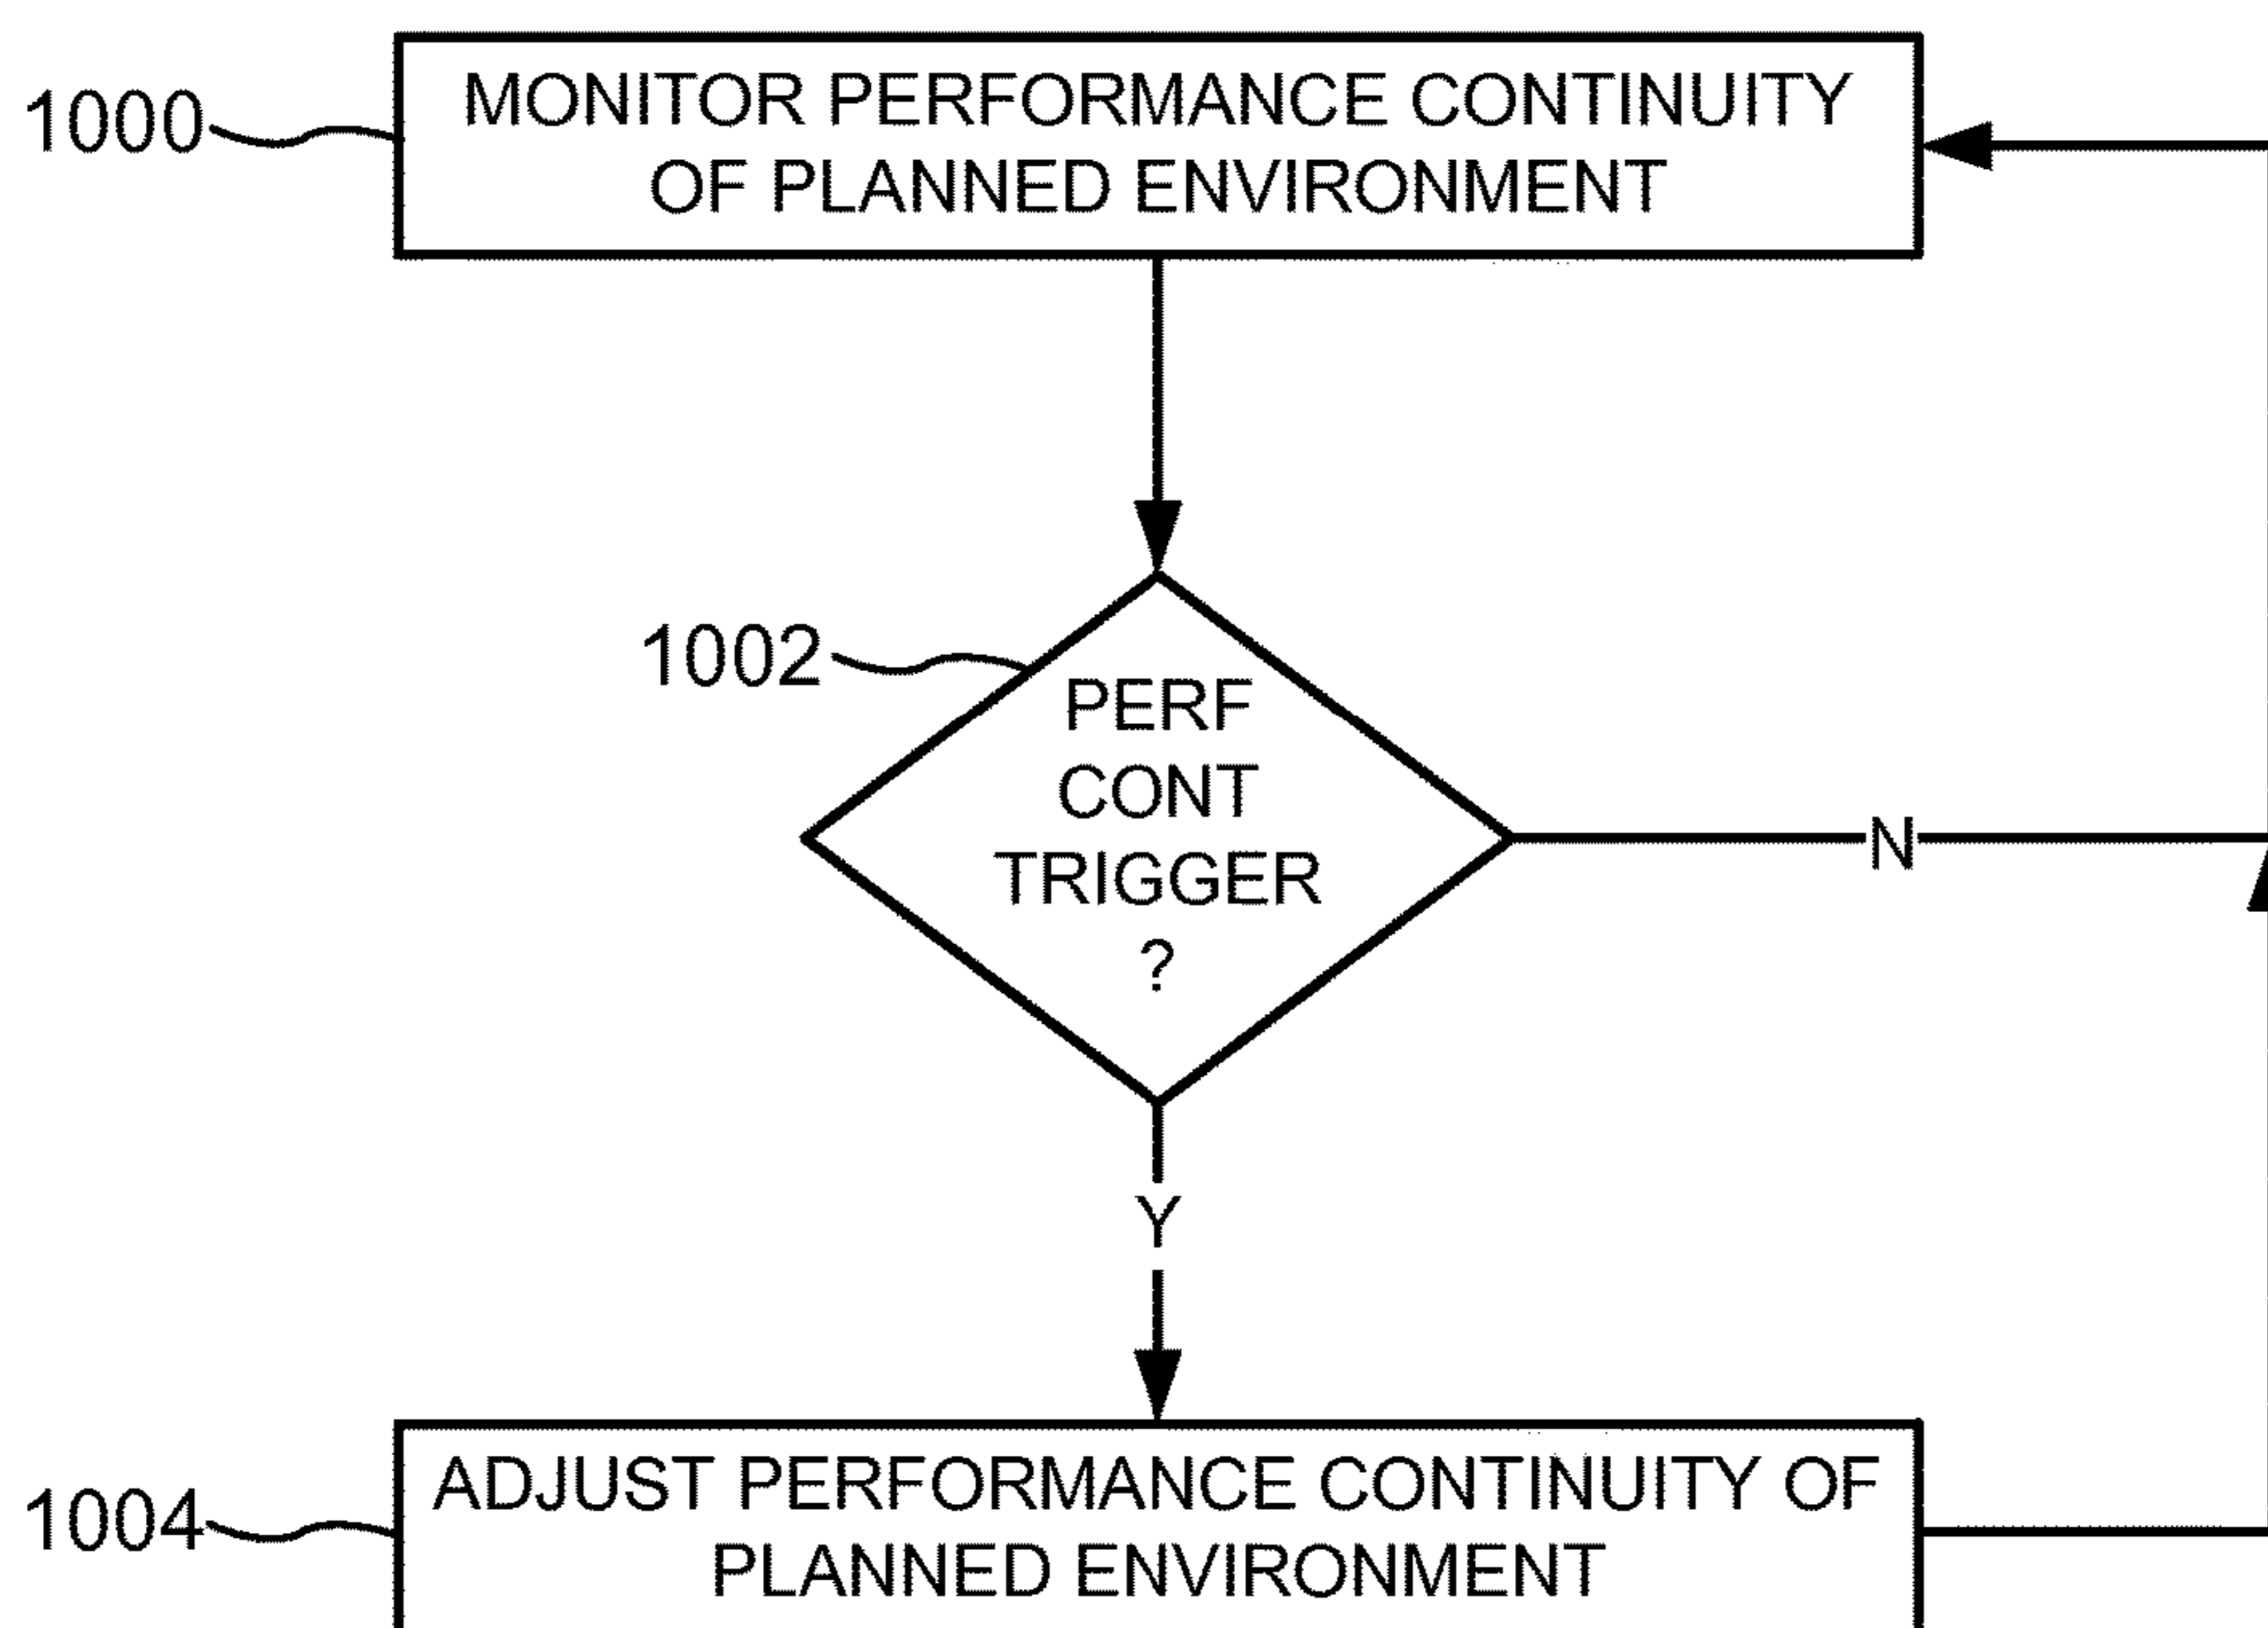 1000
MONITOR PERFORMANCE CONTINUITY
OF PLANNED ENVIRONMENT
1002
PERF
CONT
TRIGGER
?
N
Y
1004
ADJUST PERFORMANCE CONTINUITY OF
PLANNED ENVIRONMENT